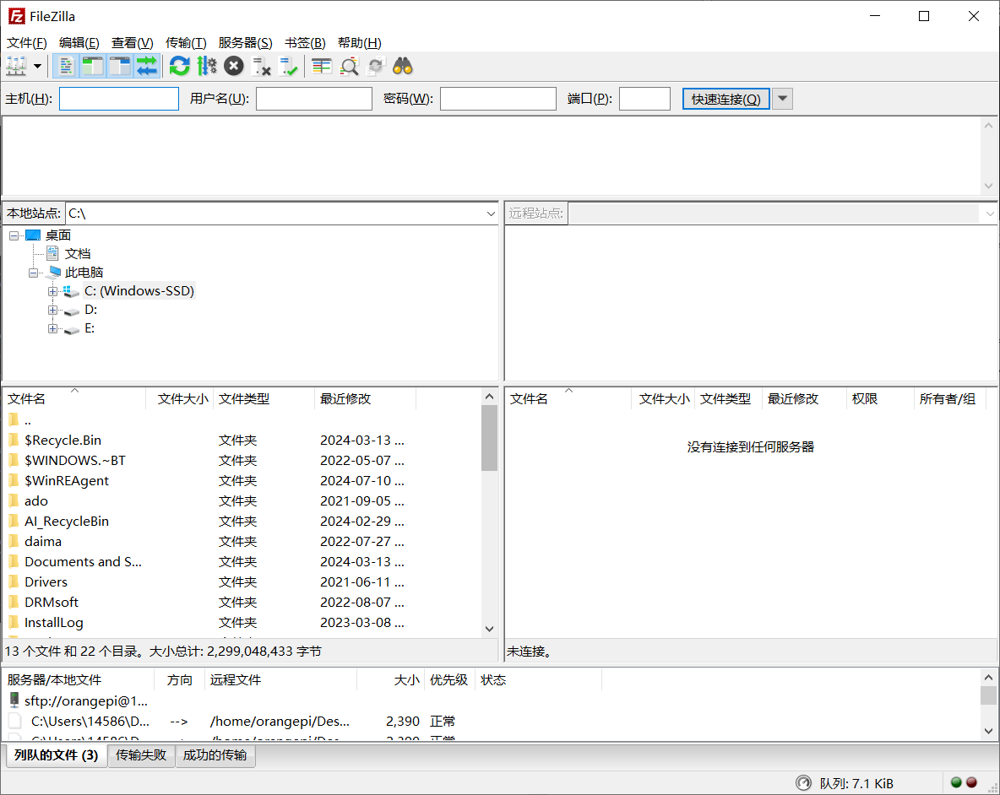 FileZilla
文件(F) 编辑(E) 查看(V) 传输(T) 服务器(S) 书签(B) 帮助(H)
主机(H): 用户名(U): 密码(W): 端口(P): 快速连接(Q)
本地站点: C:\ 远程站点:
桌面
文档
此电脑
C: (Windows-SSD)
D:
E:
文件名 文件大小 文件类型 最近修改
..
$Recycle.Bin 文件夹 2024-03-13 ...
$WINDOWS.~BT 文件夹 2022-05-07 ...
$WinREAgent 文件夹 2024-07-10 ...
ado 文件夹 2021-09-05 ...
AI_RecycleBin 文件夹 2024-02-29 ...
daima 文件夹 2022-07-27 ...
Documents and S... 文件夹 2024-03-13 ...
Drivers 文件夹 2021-06-11 ...
DRMsoft 文件夹 2022-08-07 ...
InstallLog 文件夹 2023-03-08 ...
13 个文件 和 22 个目录。大小总计: 2,299,048,433 字节
文件名 文件大小 文件类型 最近修改 权限 所有者/组
没有连接到任何服务器
未连接。
服务器/本地文件 方向 远程文件 大小 优先级 状态
sftp://orangepi@1...
C:\Users\14586\D... --> /home/orangepi/Des... 2,390 正常
列队的文件 (3) 传输失败 成功的传输
队列: 7.1 KiB